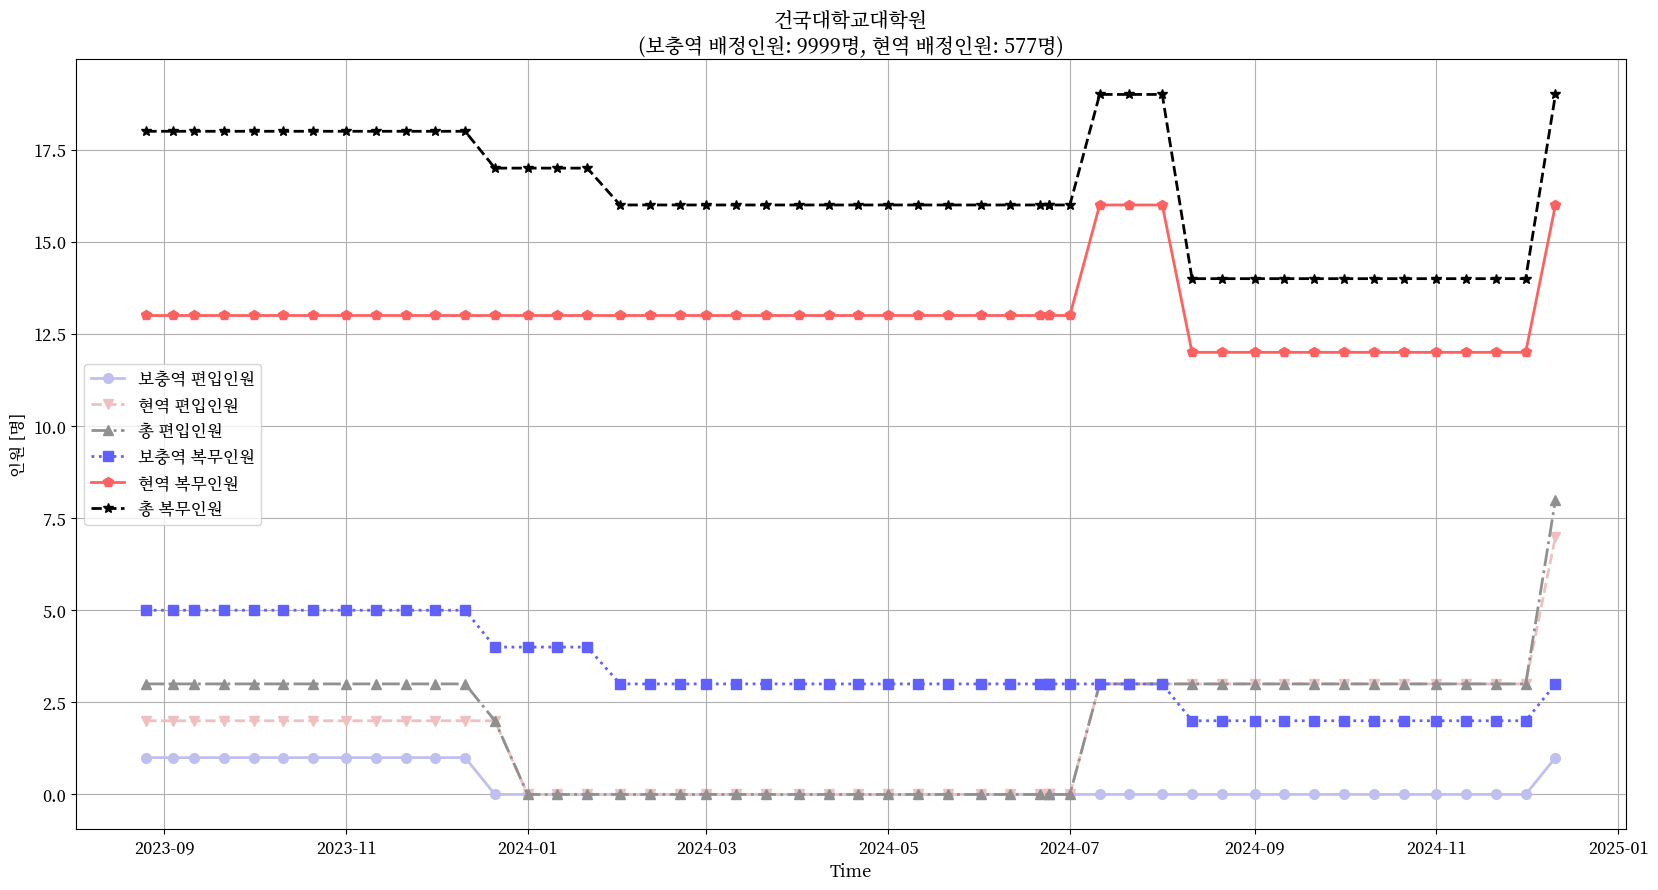 건국대학교대학원
(보충역 배정인원: 9999명, 현역 배정인원: 577명)
인원 [명]
17.5
15.0
12.5
10.0
7.5
5.0
2.5
0.0
보충역 편입인원
현역 편입인원
총 편입인원
보충역 복무인원
현역 복무인원
총 복무인원
2023-09
2023-11
2024-01
2024-03
2024-05
2024-07
2024-09
2024-11
2025-01
Time